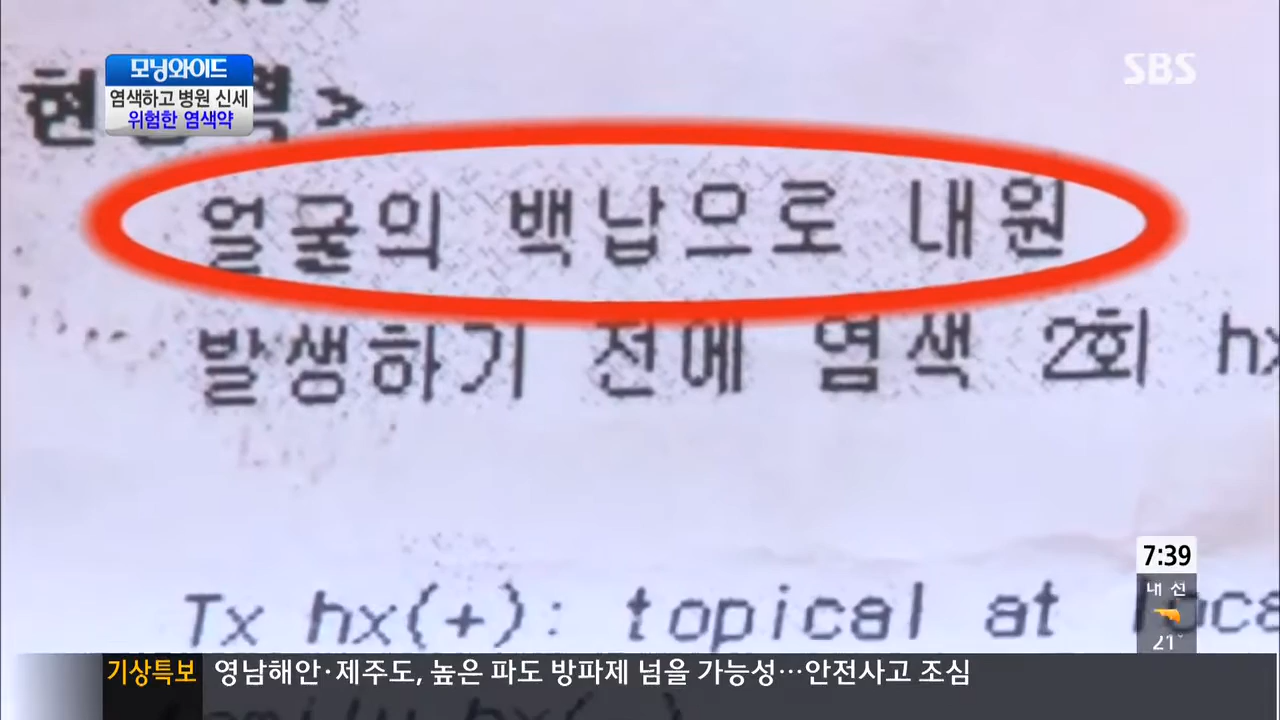 모닝와이드
염색하고 병원 신세
위험한 염색약
SBS
얼굴의 백납으로 내원
발생하기 전에 염색 2회 hx
Tx hx(+): topical at loca
7:39
내 선
21°
기상특보 영남해안·제주도, 높은 파도 방파제 넘을 가능성…안전사고 조심